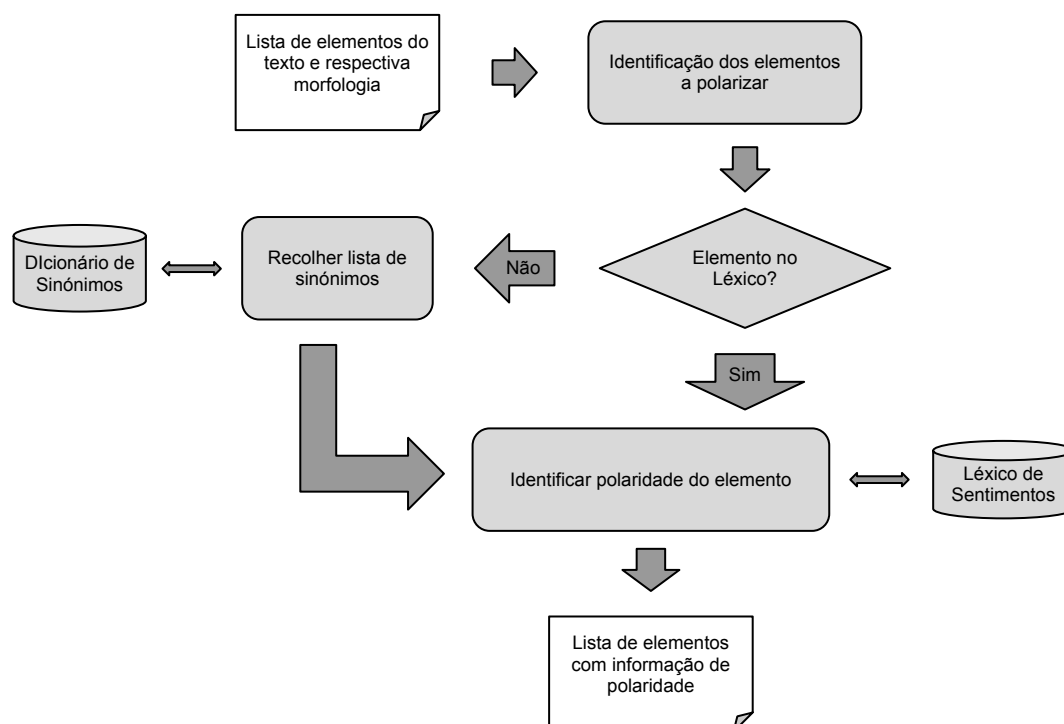 Lista de elementos do
texto e respectiva
morfologia
Identificação dos elementos
a polarizar
DIcionário de
Sinónimos
Recolher lista de
sinónimos
Não
Elemento no
Léxico?
Sim
Identificar polaridade do elemento
Léxico de
Sentimentos
Lista de elementos
com informação de
polaridade